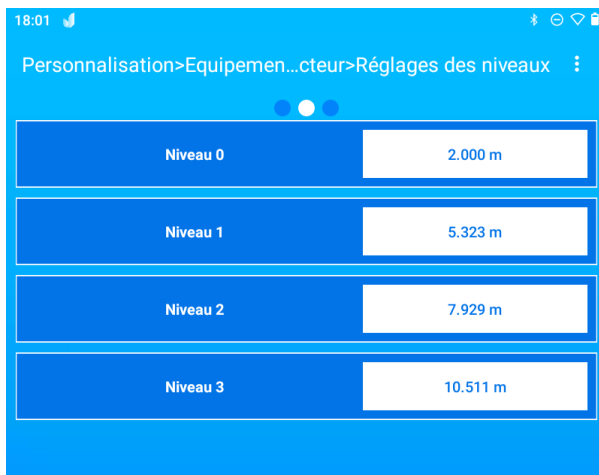 18:01
Personnalisation>Equipemen...cteur>Réglages des niveaux
Niveau 0 2.000 m
Niveau 1 5.323 m
Niveau 2 7.929 m
Niveau 3 10.511 m